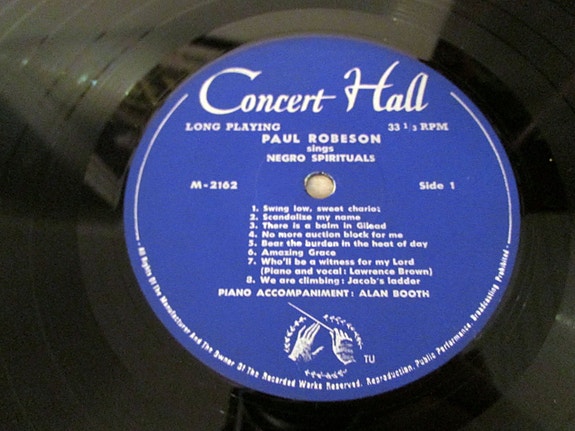 Concert Hall
LONG PLAYING 33 1/3 RPM
PAUL ROBESON
sings
NEGRO SPIRITUALS
M-2162 Side 1
1. Swing low, sweet chariot
2. Scandalize my name
3. There is a balm in Gilead
4. No more auction block for me
5. Bear the burden in the heat of day
6. Amazing Grace
7. Who'll be a witness for my Lord
(Piano and vocal: Lawrance Brown)
8. We are climbing: Jacob's ladder
PIANO ACCOMPANIMENT: ALAN BOOTH
TU
- All Rights Of The Manufacturer And The Owner Of The Recorded Works Reserved. Reproduction, Public Performance, Broadcasting Prohibited -